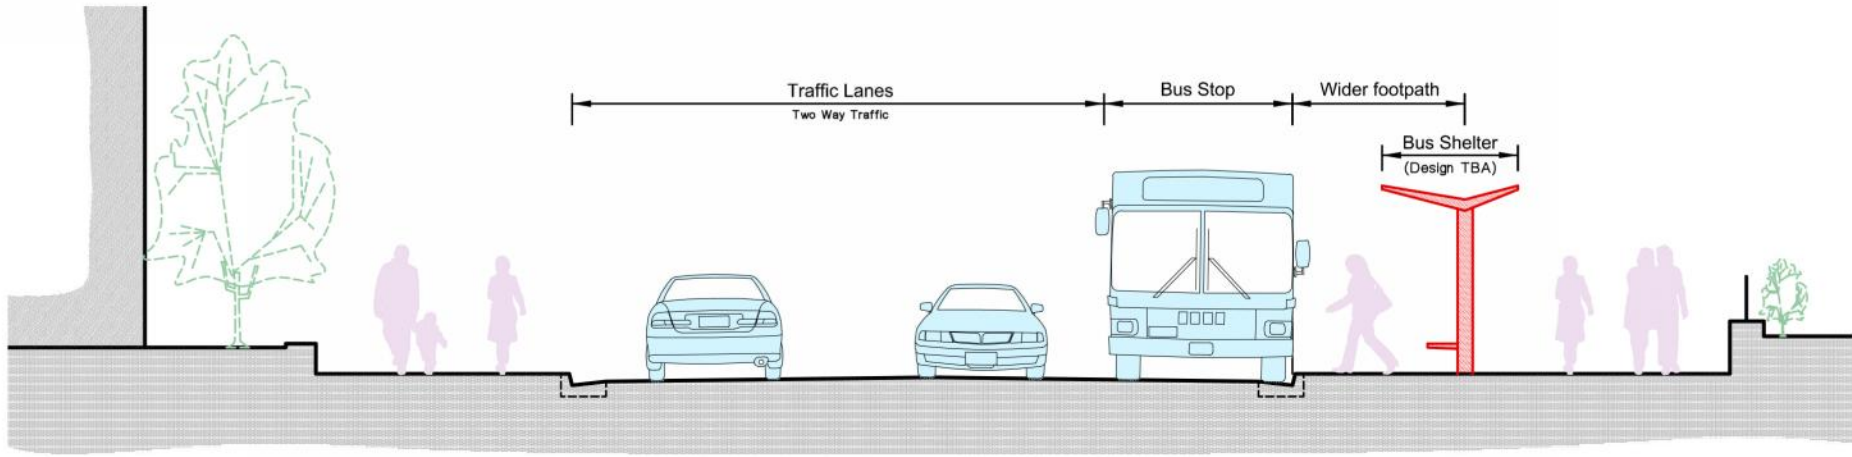 Traffic Lanes
Two Way Traffic
Bus Stop
Wider footpath
Bus Shelter
(Design TBA)